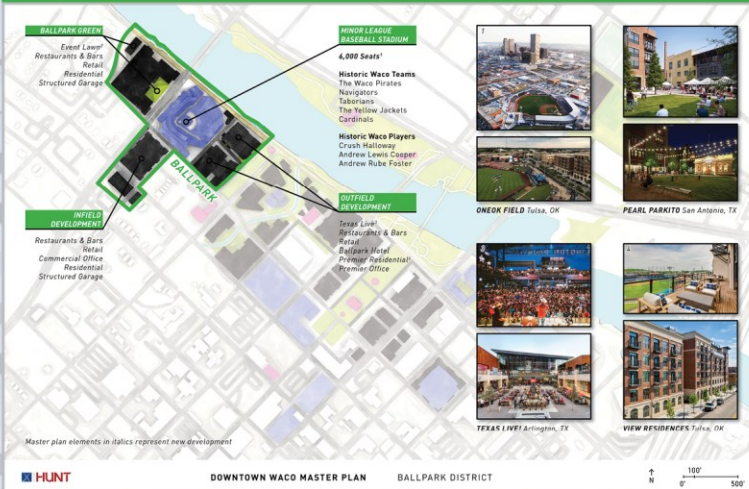 BALLPARK GREEN
Event Lawn²
Restaurants & Bars
Retail
Residential
Structured Garage
MINOR LEAGUE
BASEBALL STADIUM
6,000 Seats¹
Historic Waco Teams
The Waco Pirates
Navigators
Taborians
The Yellow Jackets
Cardinals
Historic Waco Players
Crush Halloway
Andrew Lewis Cooper
Andrew Rube Foster
BALLPARK
INFIELD
DEVELOPMENT
Restaurants & Bars
Retail
Commercial Office
Residential
Structured Garage
OUTFIELD
DEVELOPMENT
Texas Live!³
Restaurants & Bars
Retail
Ballpark Hotel
Premier Residential⁴
Premier Office
1
ONEOK FIELD Tulsa, OK
PEARL PARKITO San Antonio, TX
4
TEXAS LIVE! Arlington, TX
VIEW RESIDENCES Tulsa, OK
Master plan elements in italics represent new development
HUNT
DOWNTOWN WACO MASTER PLAN
BALLPARK DISTRICT
N
100'
0'
500'